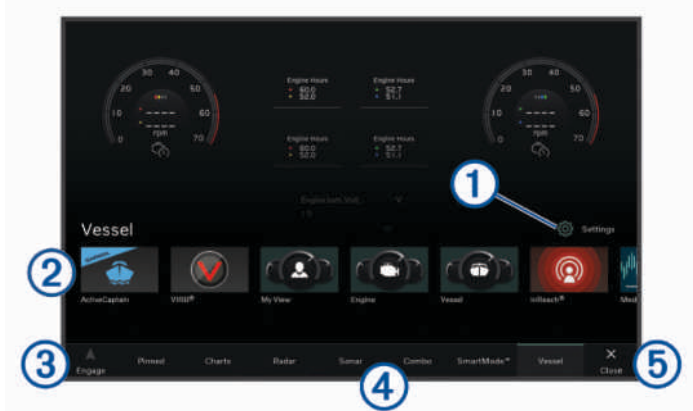 30 40
20 50
10 60
0 70
rpm
Engine Hours
60.0
52.0
Engine Hours
52.7
51.1
30 40
20 50
10 60
0 70
rpm
Engine Hours
60.0
52.0
Engine Hours
52.7
51.1
V
1
Vessel
Settings
2
ActiveCaptain
VIRB®
My View
Engine
Vessel
inReach®
Med
3
Engage
Pinned
Charts
Radar
Sonar
Combo
SmartMode™
Vessel
Close
4
5